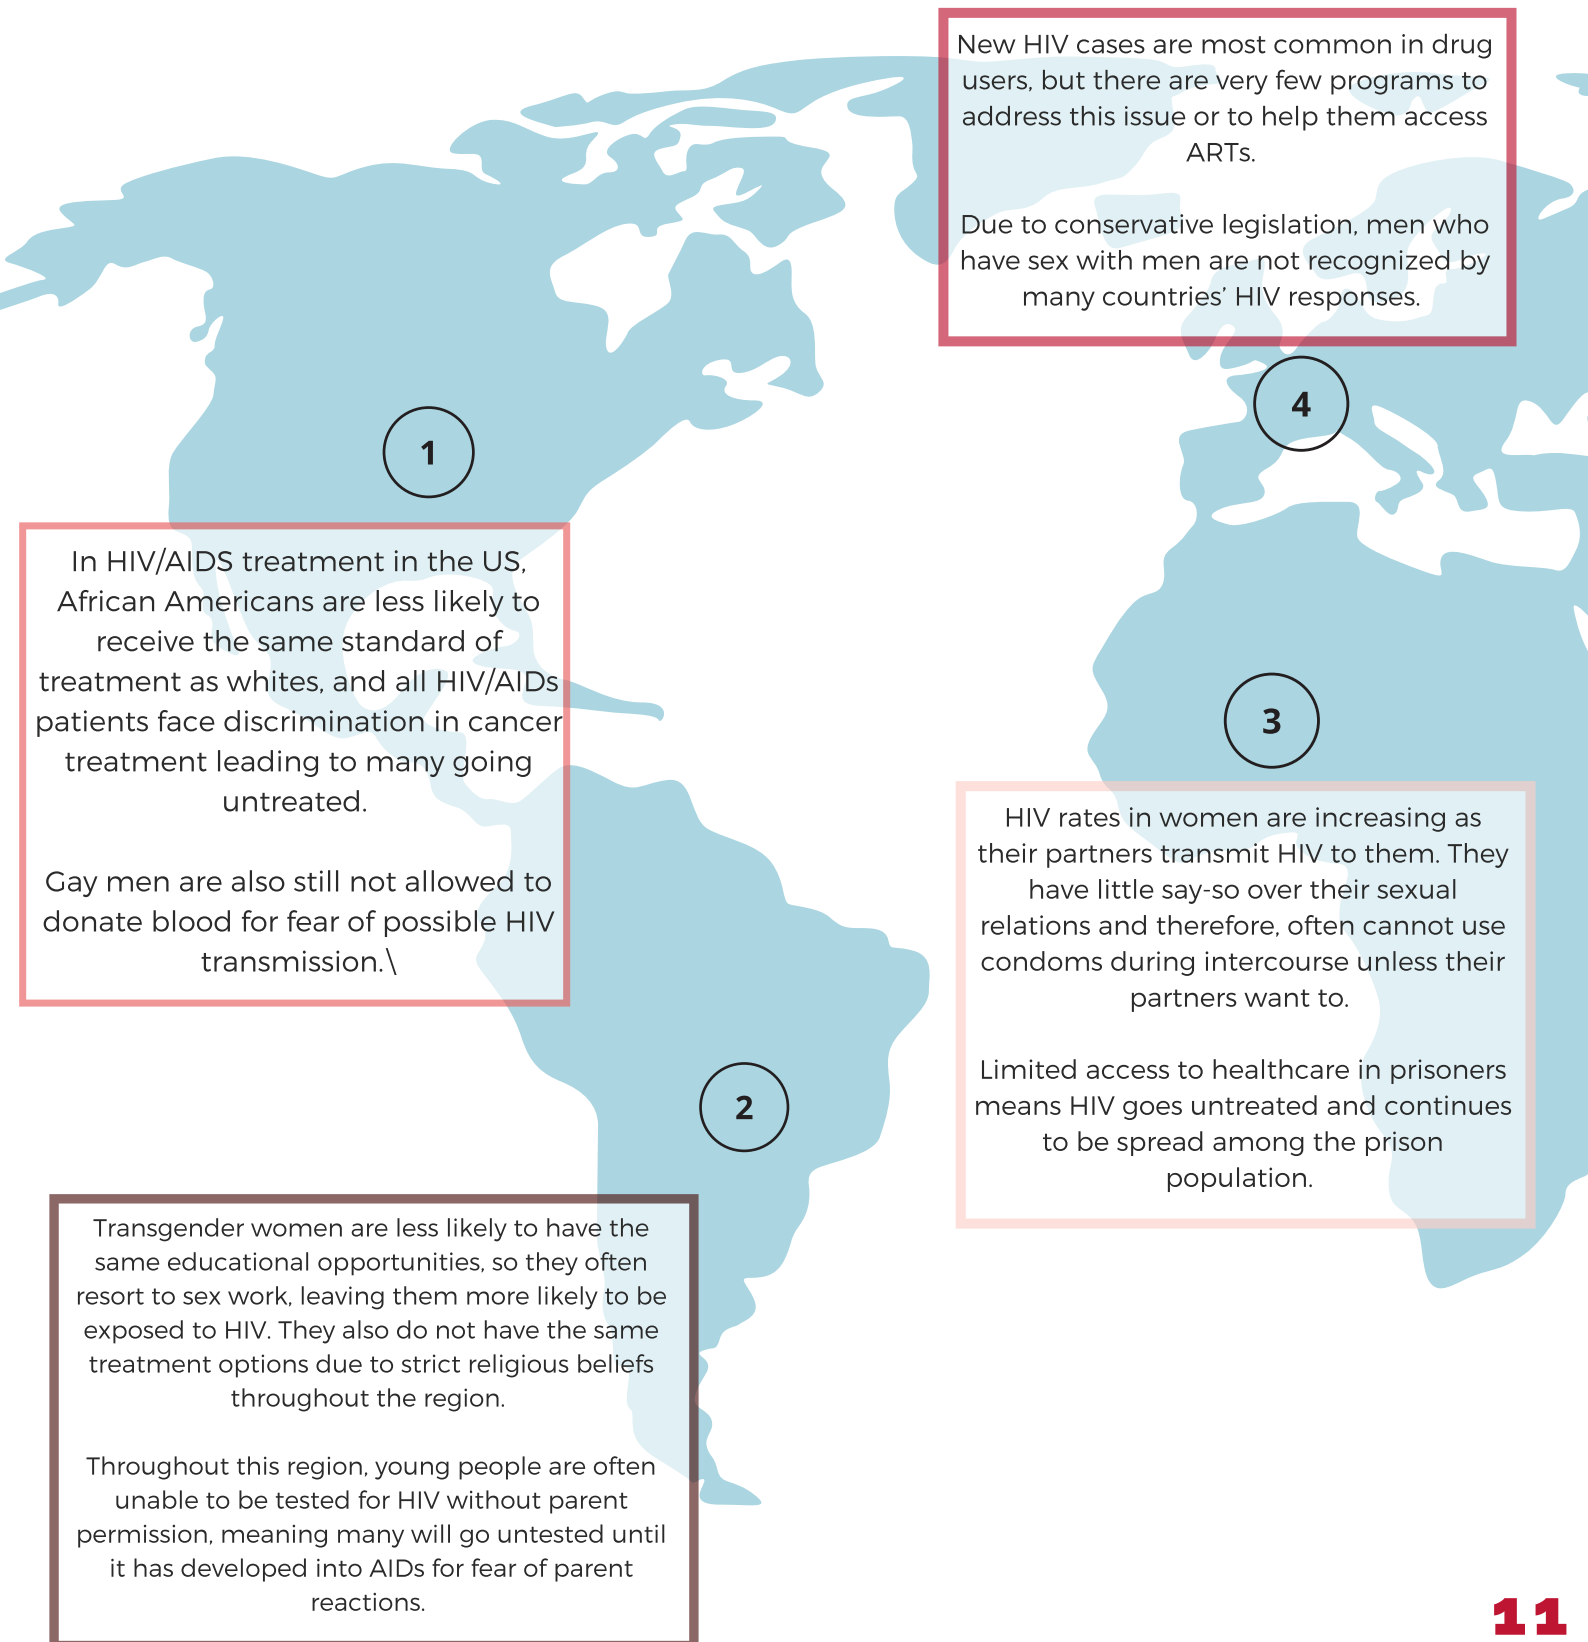 New HIV cases are most common in drug
users, but there are very few programs to
address this issue or to help them access
ARTs.
Due to conservative legislation, men who
have sex with men are not recognized by
many countries’ HIV responses.
4
1
In HIV/AIDS treatment in the US,
African Americans are less likely to
receive the same standard of
treatment as whites, and all HIV/AIDs
patients face discrimination in cancer
treatment leading to many going
untreated.
Gay men are also still not allowed to
donate blood for fear of possible HIV
transmission.\
3
HIV rates in women are increasing as
their partners transmit HIV to them. They
have little say-so over their sexual
relations and therefore, often cannot use
condoms during intercourse unless their
partners want to.
Limited access to healthcare in prisoners
means HIV goes untreated and continues
to be spread among the prison
population.
2
Transgender women are less likely to have the
same educational opportunities, so they often
resort to sex work, leaving them more likely to be
exposed to HIV. They also do not have the same
treatment options due to strict religious beliefs
throughout the region.
Throughout this region, young people are often
unable to be tested for HIV without parent
permission, meaning many will go untested until
it has developed into AIDs for fear of parent
reactions.
11